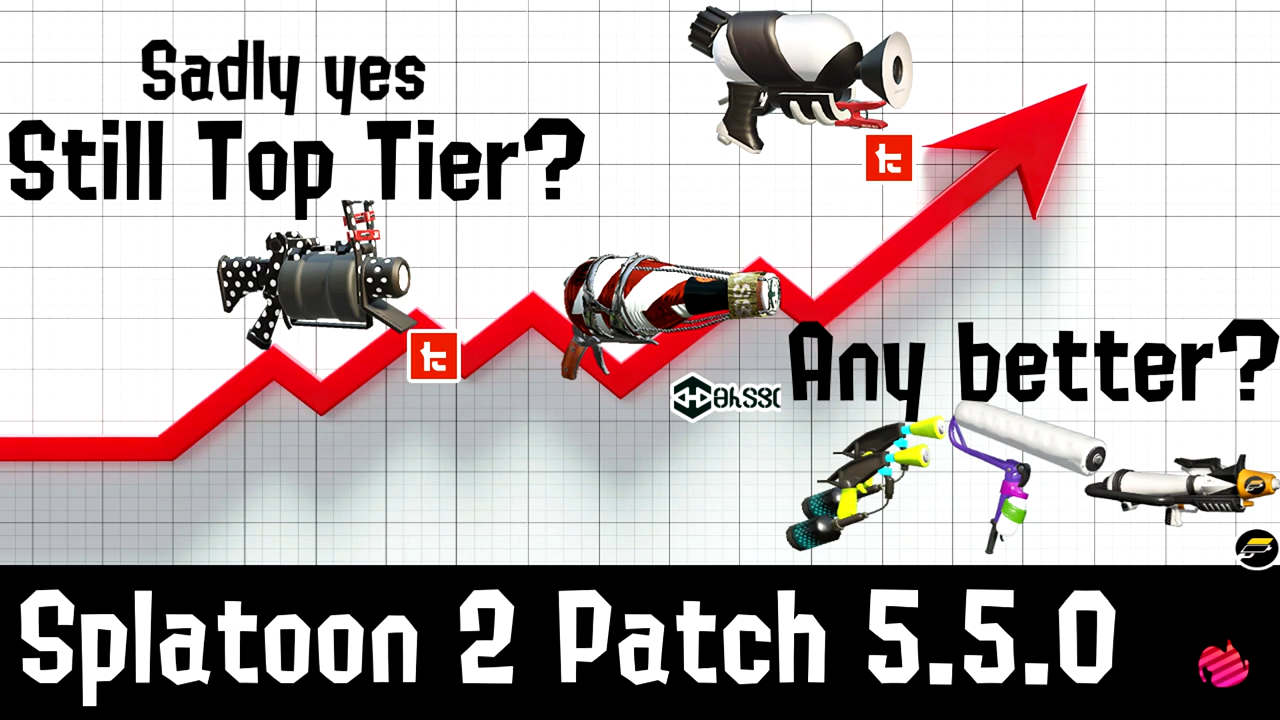 Sadly yes
Still Top Tier?
Any better?
Splatoon 2 Patch 5.5.0